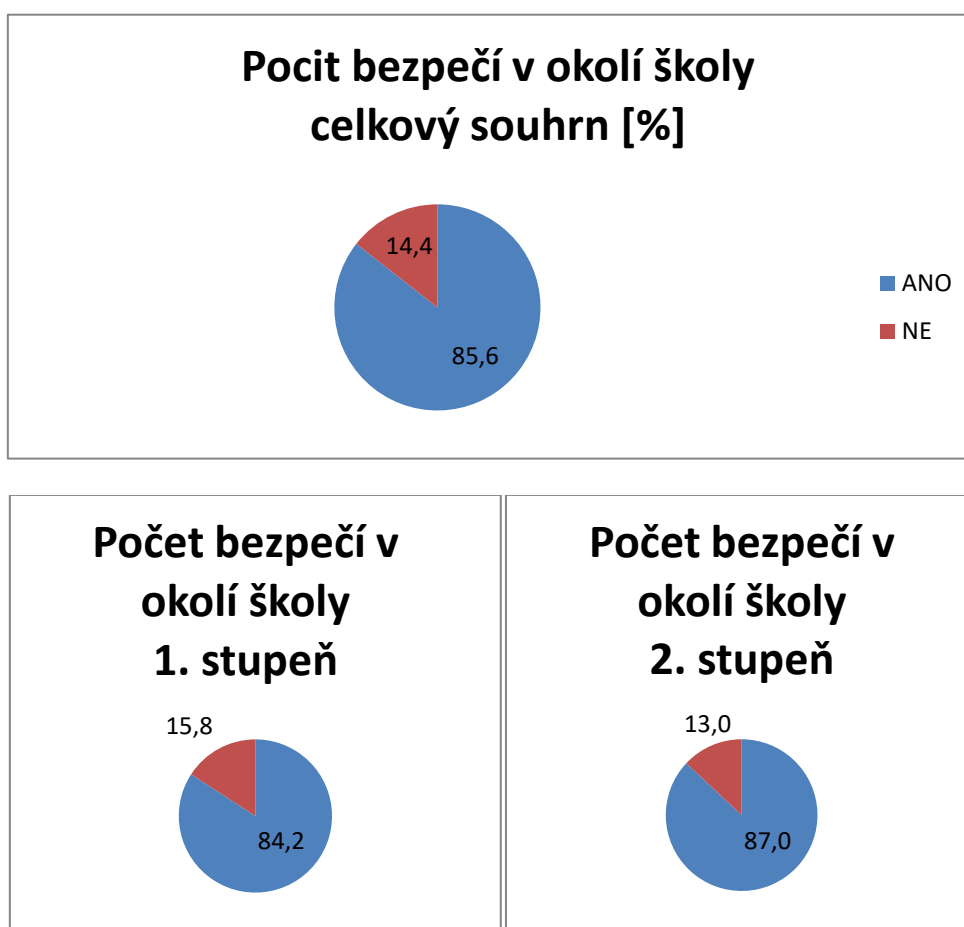 Pocit bezpečí v okolí školy
celkový souhrn [%]
14,4
85,6
ANO
NE
Počet bezpečí v
okolí školy
1. stupeň
15,8
84,2
Počet bezpečí v
okolí školy
2. stupeň
13,0
87,0